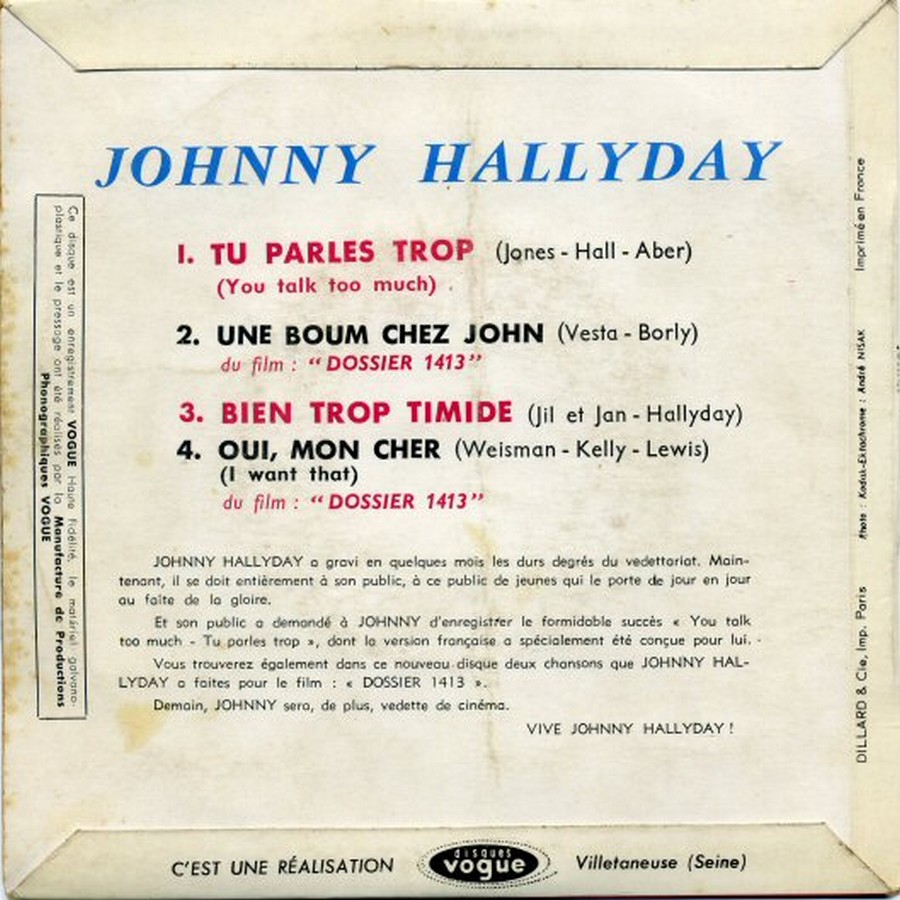 JOHNNY HALLYDAY
1. TU PARLES TROP (Jones - Hall - Aber)
(You talk too much)
2. UNE BOUM CHEZ JOHN (Vesta - Borly)
du film : “ DOSSIER 1413 ”
3. BIEN TROP TIMIDE (Jil et Jan - Hallyday)
4. OUI, MON CHER (Weisman - Kelly - Lewis)
(I want that)
du film : “ DOSSIER 1413 ”
JOHNNY HALLYDAY a gravi en quelques mois les durs degrés du vedettariat. Main-
tenant, il se doit entièrement à son public, à ce public de jeunes qui le porte de jour en jour
au faîte de la gloire.
Et son public a demandé à JOHNNY d'enregistrer le formidable succès « You talk
too much - Tu parles trop », dont la version française a spécialement été conçue pour lui.
Vous trouverez également dans ce nouveau disque deux chansons que JOHNNY HAL-
LYDAY a faites pour le film : « DOSSIER 1413 ».
Demain, JOHNNY sera, de plus, vedette de cinéma.
VIVE JOHNNY HALLYDAY !
Ce disque est un enregistrement VOGUE Haute Fidélité, le matériel galvano-
plastique et le pressage ont été réalisés par la Manufacture de Productions
Phonographiques VOGUE
Imprimé en France
Photo : Kodak-Ektachrome : André NISAK
DILLARD & Cie, Imp. Paris
C'EST UNE RÉALISATION disques vogue Villetaneuse (Seine)